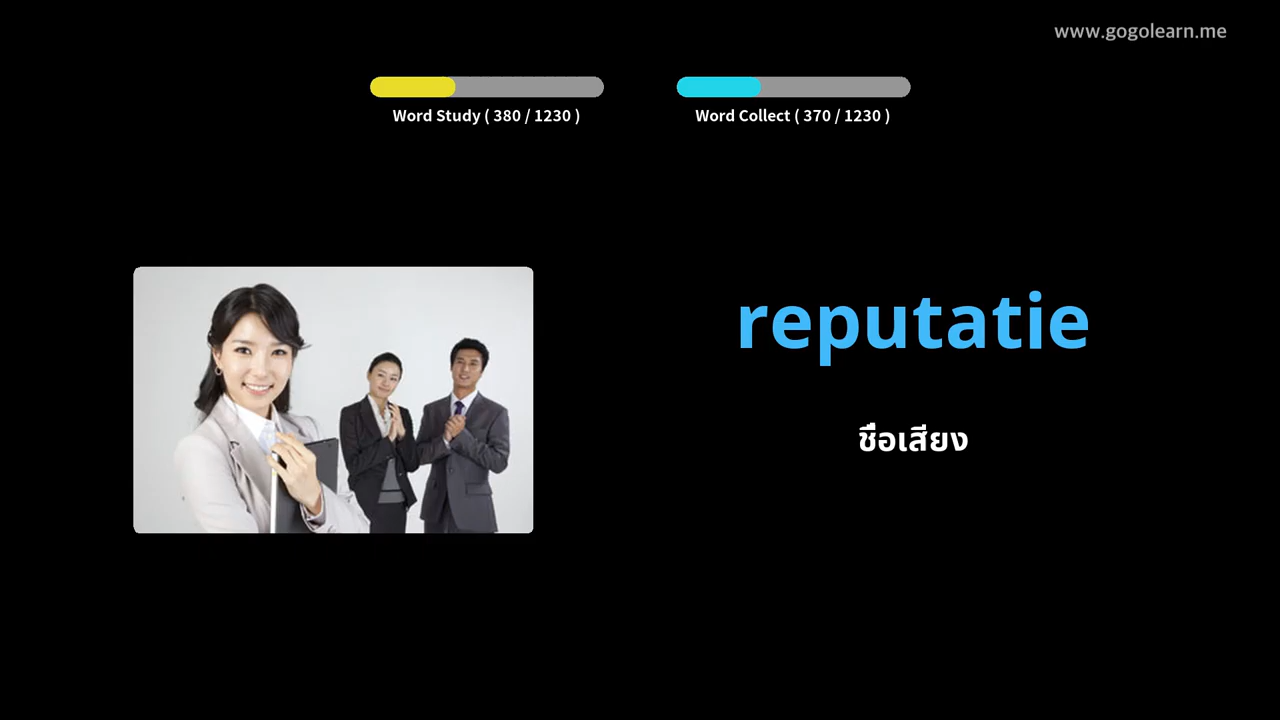 www.gogolearn.me
Word Study ( 380 / 1230 )
Word Collect ( 370 / 1230 )
reputatie
ชื่อเสียง